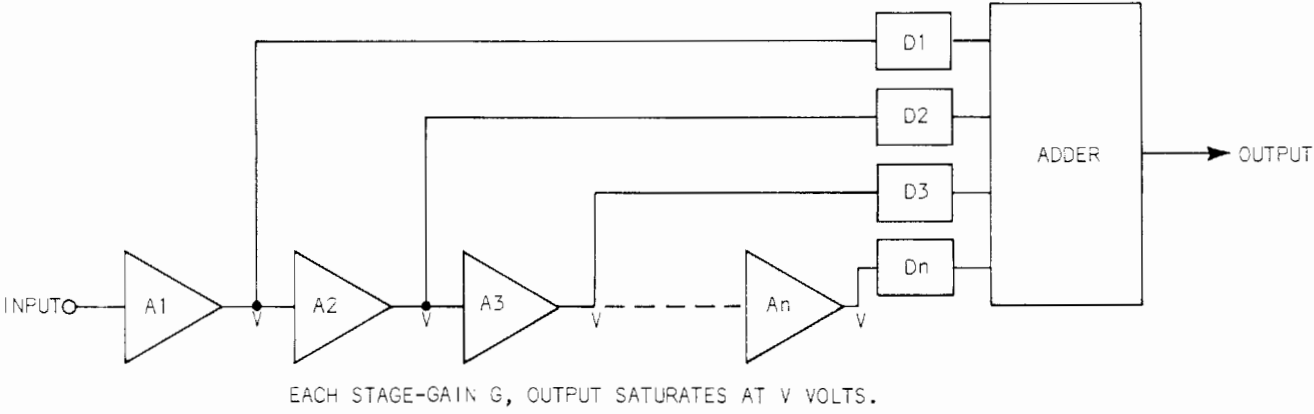 D1
D2
ADDER
OUTPUT
D3
Dn
INPUT
A1
A2
A3
An
V
V
V
V
EACH STAGE-GAIN G, OUTPUT SATURATES AT V VOLTS.